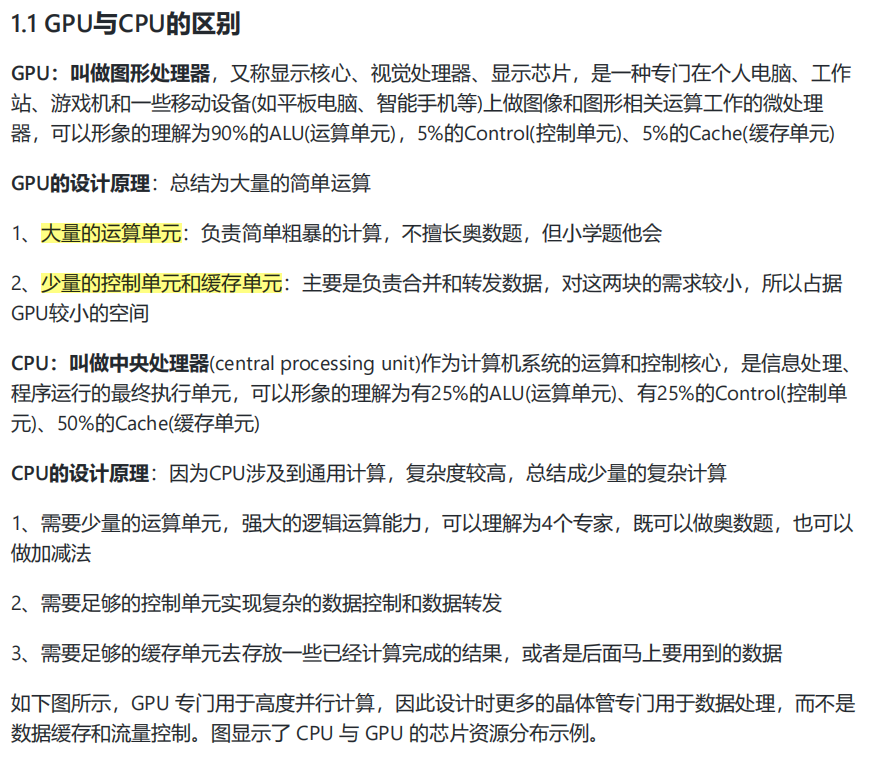 1.1 GPU与CPU的区别
GPU：叫做图形处理器，又称显示核心、视觉处理器、显示芯片，是一种专门在个人电脑、工作
站、游戏机和一些移动设备(如平板电脑、智能手机等)上做图像和图形相关运算工作的微处理
器，可以形象的理解为90%的ALU(运算单元)，5%的Control(控制单元)、5%的Cache(缓存单元)
GPU的设计原理：总结为大量的简单运算
1、大量的运算单元：负责简单粗暴的计算，不擅长奥数题，但小学题他会
2、少量的控制单元和缓存单元：主要是负责合并和转发数据，对这两块的需求较小，所以占据
GPU较小的空间
CPU：叫做中央处理器(central processing unit)作为计算机系统的运算和控制核心，是信息处理、
程序运行的最终执行单元，可以形象的理解为有25%的ALU(运算单元)、有25%的Control(控制单
元)、50%的Cache(缓存单元)
CPU的设计原理：因为CPU涉及到通用计算，复杂度较高，总结成少量的复杂计算
1、需要少量的运算单元，强大的逻辑运算能力，可以理解为4个专家，既可以做奥数题，也可以
做加减法
2、需要足够的控制单元实现复杂的数据控制和数据转发
3、需要足够的缓存单元去存放一些已经计算完成的结果，或者是后面马上要用到的数据
如下图所示，GPU 专门用于高度并行计算，因此设计时更多的晶体管专门用于数据处理，而不是
数据缓存和流量控制。图显示了 CPU 与 GPU 的芯片资源分布示例。